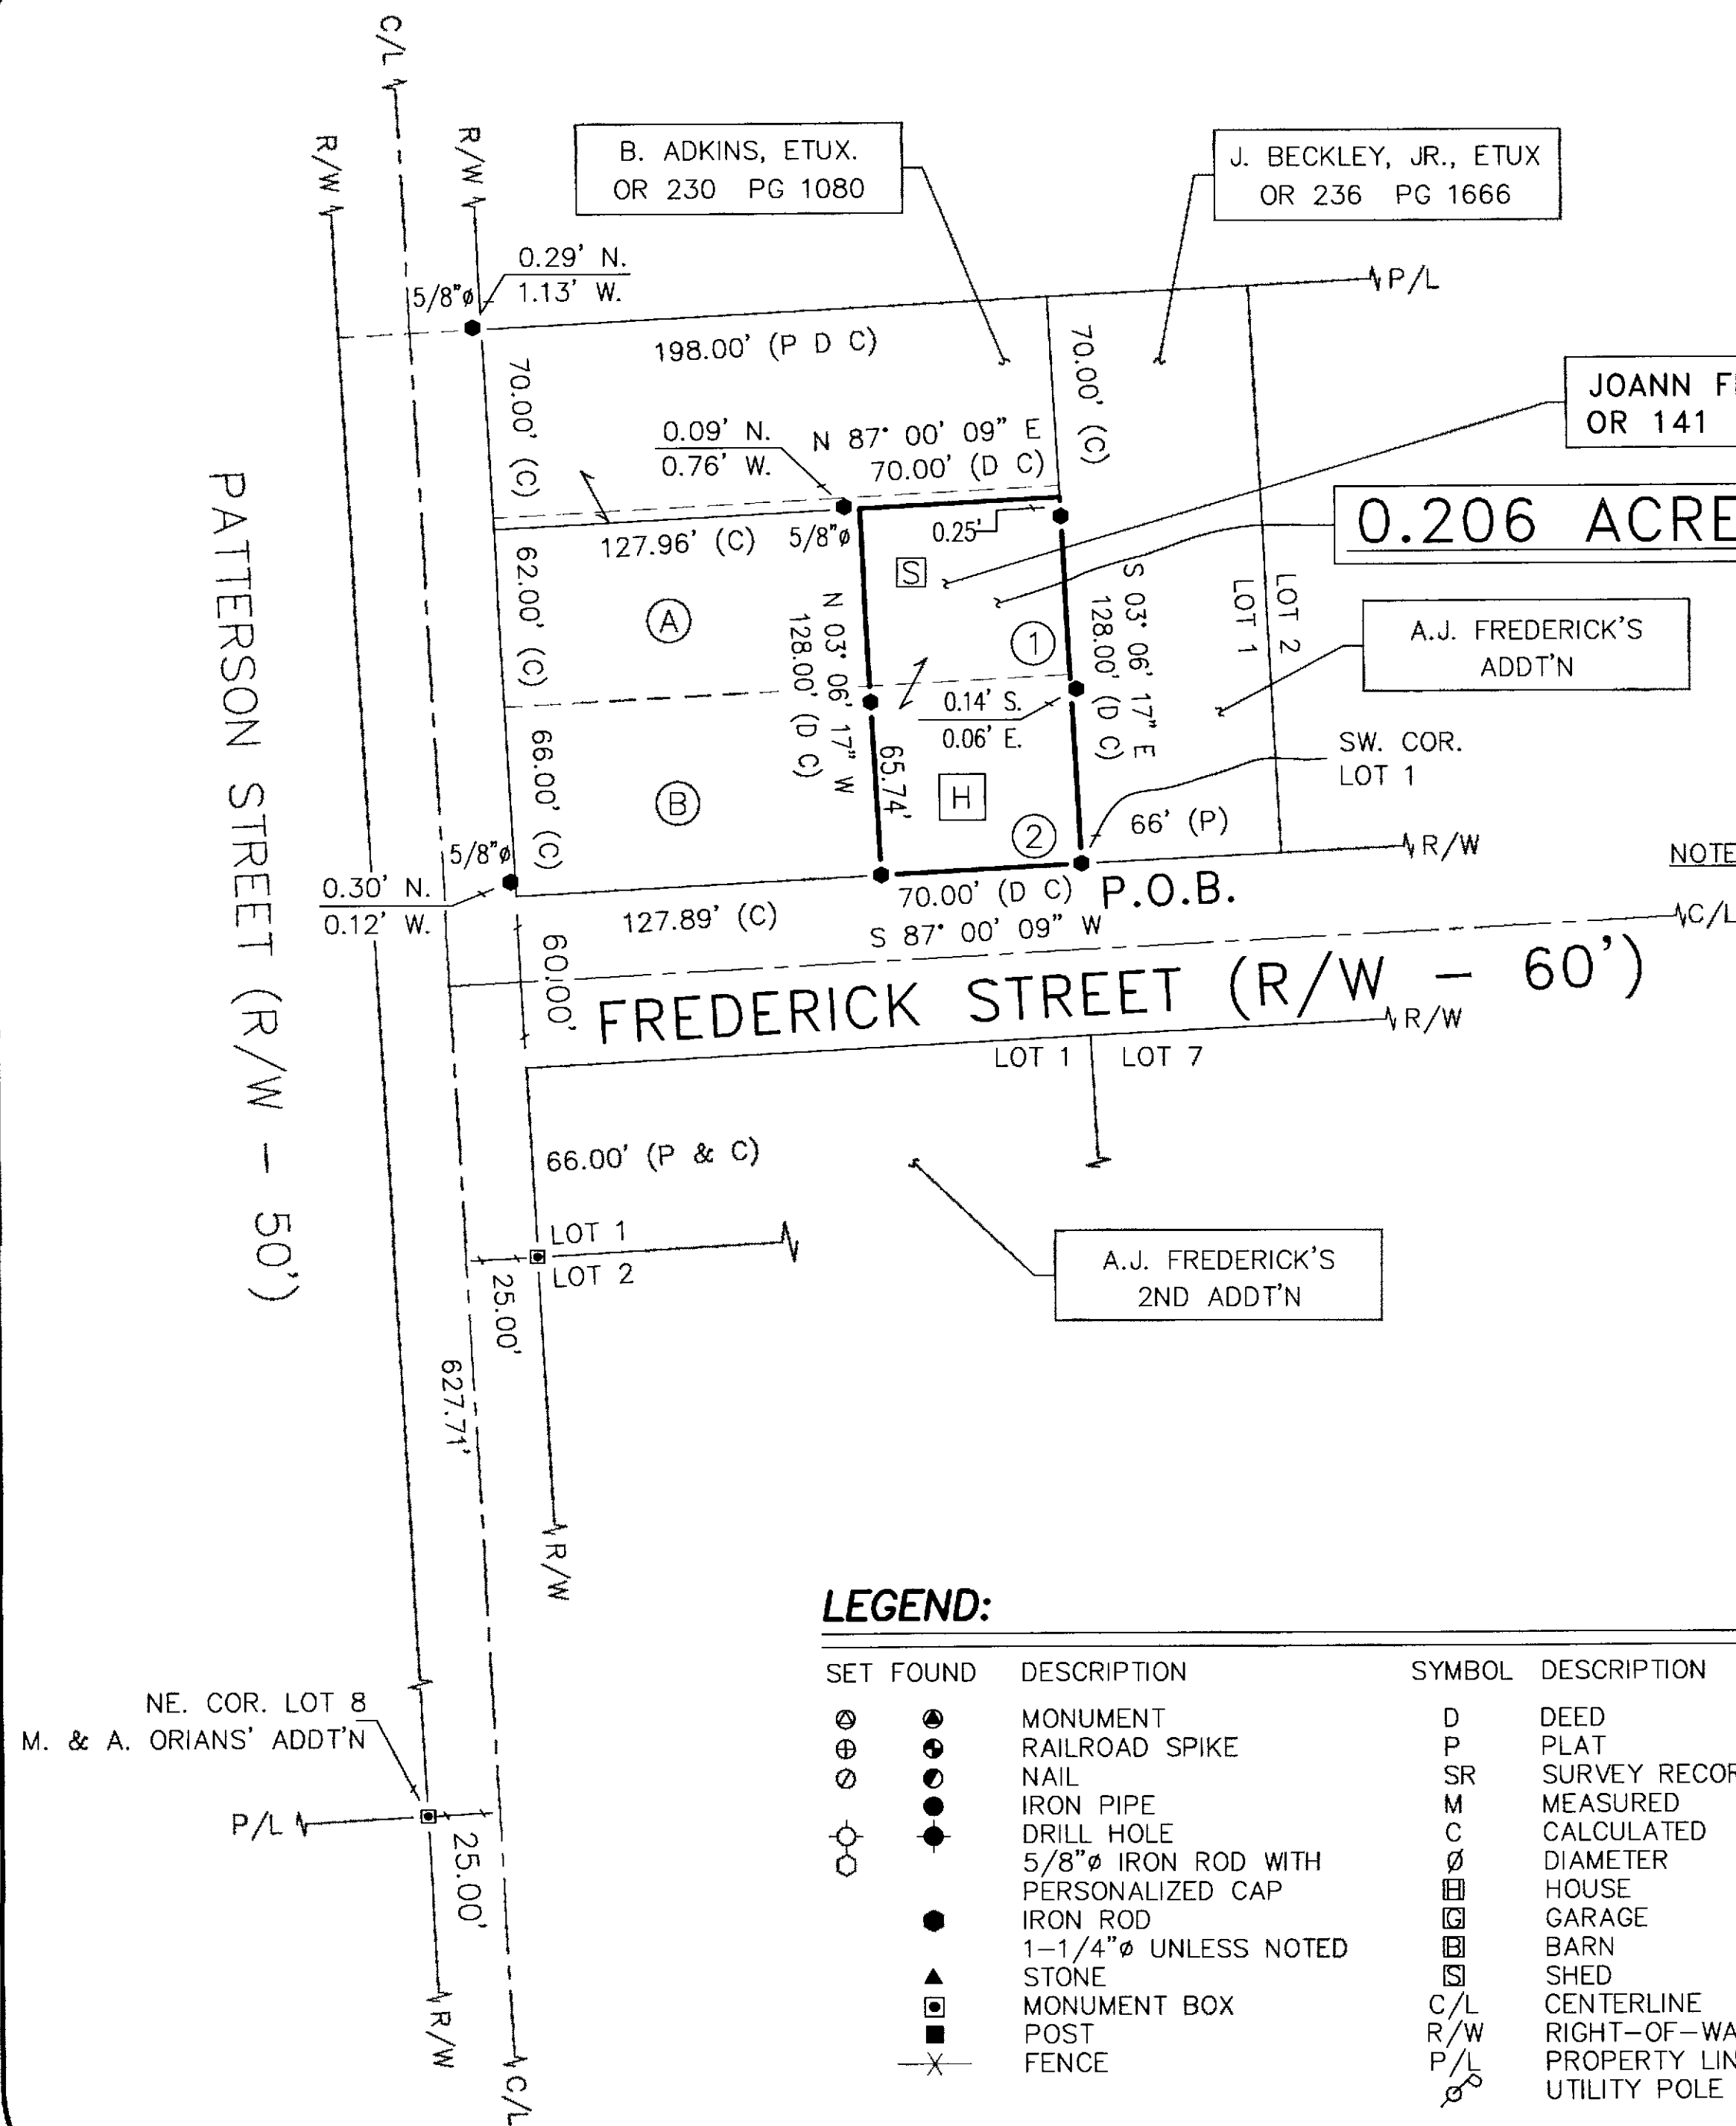 C/L
R/W
R/W
B. ADKINS, ETUX.
OR 230 PG 1080
J. BECKLEY, JR., ETUX
OR 236 PG 1666
0.29' N.
1.13' W.
5/8"ø
P/L
198.00' (P D C)
70.00' (C)
70.00' (C)
JOANN
OR 141
0.09' N.
0.76' W.
N 87° 00' 09" E
70.00' (D C)
0.206 ACRE
127.96' (C)
5/8"ø
0.25'
S
62.00' (C)
A
N 03° 06' 17" W
128.00' (D C)
1
S 03° 06' 17" E
128.00' (D C)
LOT 1
LOT 2
A.J. FREDERICK'S
ADDT'N
0.14' S.
0.06' E.
SW. COR.
LOT 1
66.00' (C)
B
65.74'
H
2
66' (P)
R/W
NOTE
5/8"ø
0.30' N.
0.12' W.
127.89' (C)
70.00' (D C)
P.O.B.
S 87° 00' 09" W
C/L
60.00'
FREDERICK STREET (R/W - 60')
R/W
PATTERSON STREET (R/W - 50')
LOT 1
LOT 7
66.00' (P & C)
LOT 1
LOT 2
25.00'
A.J. FREDERICK'S
2ND ADDT'N
627.71'
R/W
NE. COR. LOT 8
M. & A. ORIANS' ADDT'N
P/L
25.00'
R/W
C/L
LEGEND:
SET FOUND DESCRIPTION SYMBOL DESCRIPTION
MONUMENT D DEED
RAILROAD SPIKE P PLAT
NAIL SR SURVEY RECOR
IRON PIPE M MEASURED
DRILL HOLE C CALCULATED
5/8"ø IRON ROD WITH Ø DIAMETER
PERSONALIZED CAP H HOUSE
IRON ROD G GARAGE
1-1/4"ø UNLESS NOTED B BARN
STONE S SHED
MONUMENT BOX C/L CENTERLINE
POST R/W RIGHT-OF-WA
FENCE P/L PROPERTY LIN
UTILITY POLE